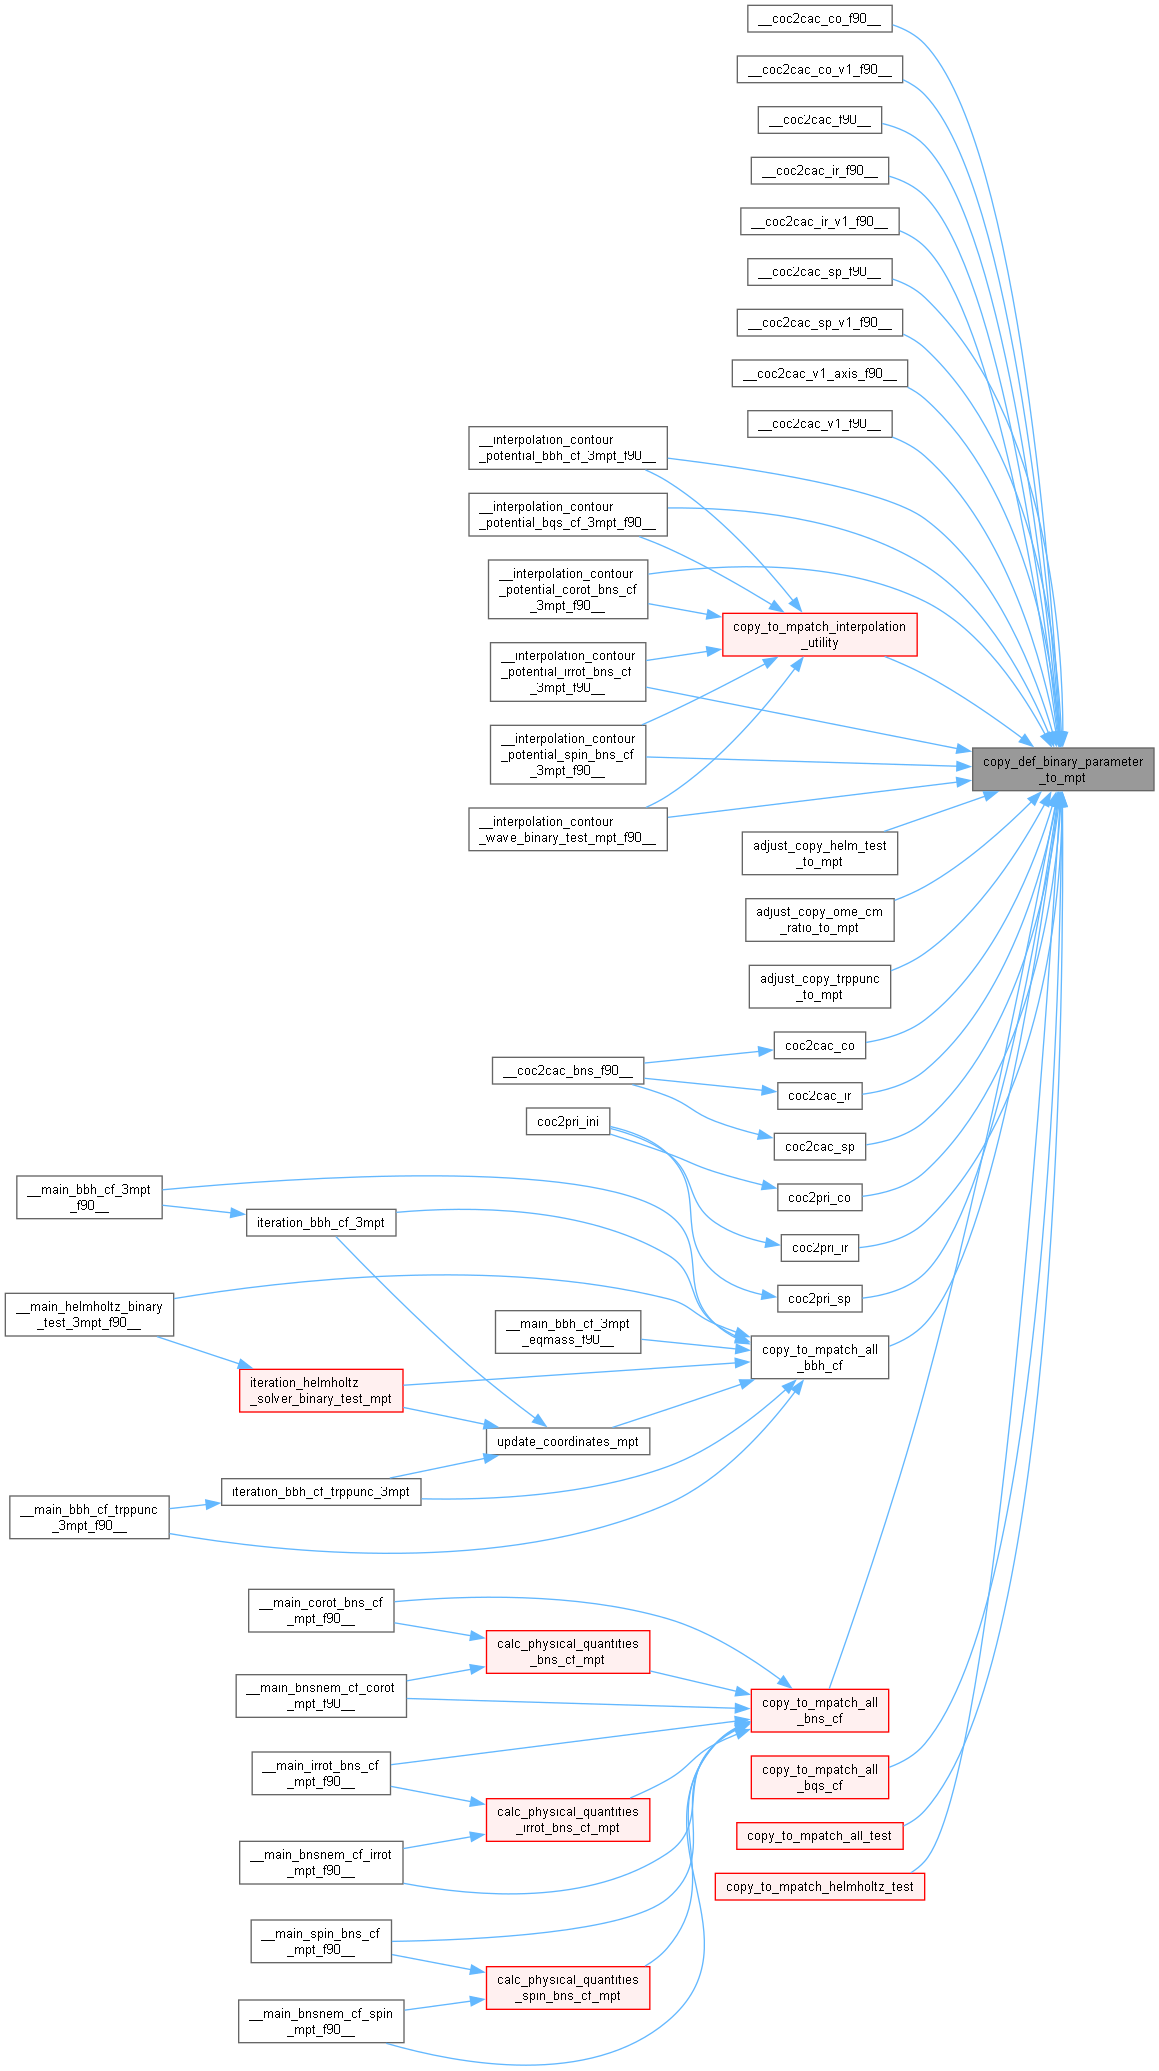 __coc2cac_co_f90__
__coc2cac_co_v1_f90__
__coc2cac_f90__
__coc2cac_ir_f90__
__coc2cac_ir_v1_f90__
__coc2cac_sp_f90__
__coc2cac_sp_v1_f90__
__coc2cac_v1_axis_f90__
__coc2cac_v1_f90__
__interpolation_contour
_potential_bbh_cf_3mpt_f90__
__interpolation_contour
_potential_bqs_cf_3mpt_f90__
__interpolation_contour
_potential_corot_bns_cf
_3mpt_f90__
copy_to_mpatch_interpolation
_utility
__interpolation_contour
_potential_irrot_bns_cf
_3mpt_f90__
__interpolation_contour
_potential_spin_bns_cf
_3mpt_f90__
copy_def_binary_parameter
_to_mpt
__interpolation_contour
_wave_binary_test_mpt_f90__
adjust_copy_helm_test
_to_mpt
adjust_copy_ome_cm
_ratio_to_mpt
adjust_copy_trppunc
_to_mpt
coc2cac_co
__coc2cac_bns_f90__
coc2cac_ir
coc2pri_ini
coc2cac_sp
coc2pri_co
__main_bbh_cf_3mpt
_f90__
iteration_bbh_cf_3mpt
coc2pri_ir
coc2pri_sp
__main_helmholtz_binary
_test_3mpt_f90__
__main_bbh_cf_3mpt
_eqmass_f90__
copy_to_mpatch_all
_bbh_cf
iteration_helmholtz
_solver_binary_test_mpt
update_coordinates_mpt
iteration_bbh_cf_trppunc_3mpt
__main_bbh_cf_trppunc
_3mpt_f90__
__main_corot_bns_cf
_mpt_f90__
calc_physical_quantities
_bns_cf_mpt
__main_bnsnem_cf_corot
_mpt_f90__
copy_to_mpatch_all
_bns_cf
__main_irrot_bns_cf
_mpt_f90__
copy_to_mpatch_all
_bqs_cf
calc_physical_quantities
_irrot_bns_cf_mpt
copy_to_mpatch_all_test
__main_bnsnem_cf_irrot
_mpt_f90__
copy_to_mpatch_helmholtz_test
__main_spin_bns_cf
_mpt_f90__
calc_physical_quantities
_spin_bns_cf_mpt
__main_bnsnem_cf_spin
_mpt_f90__